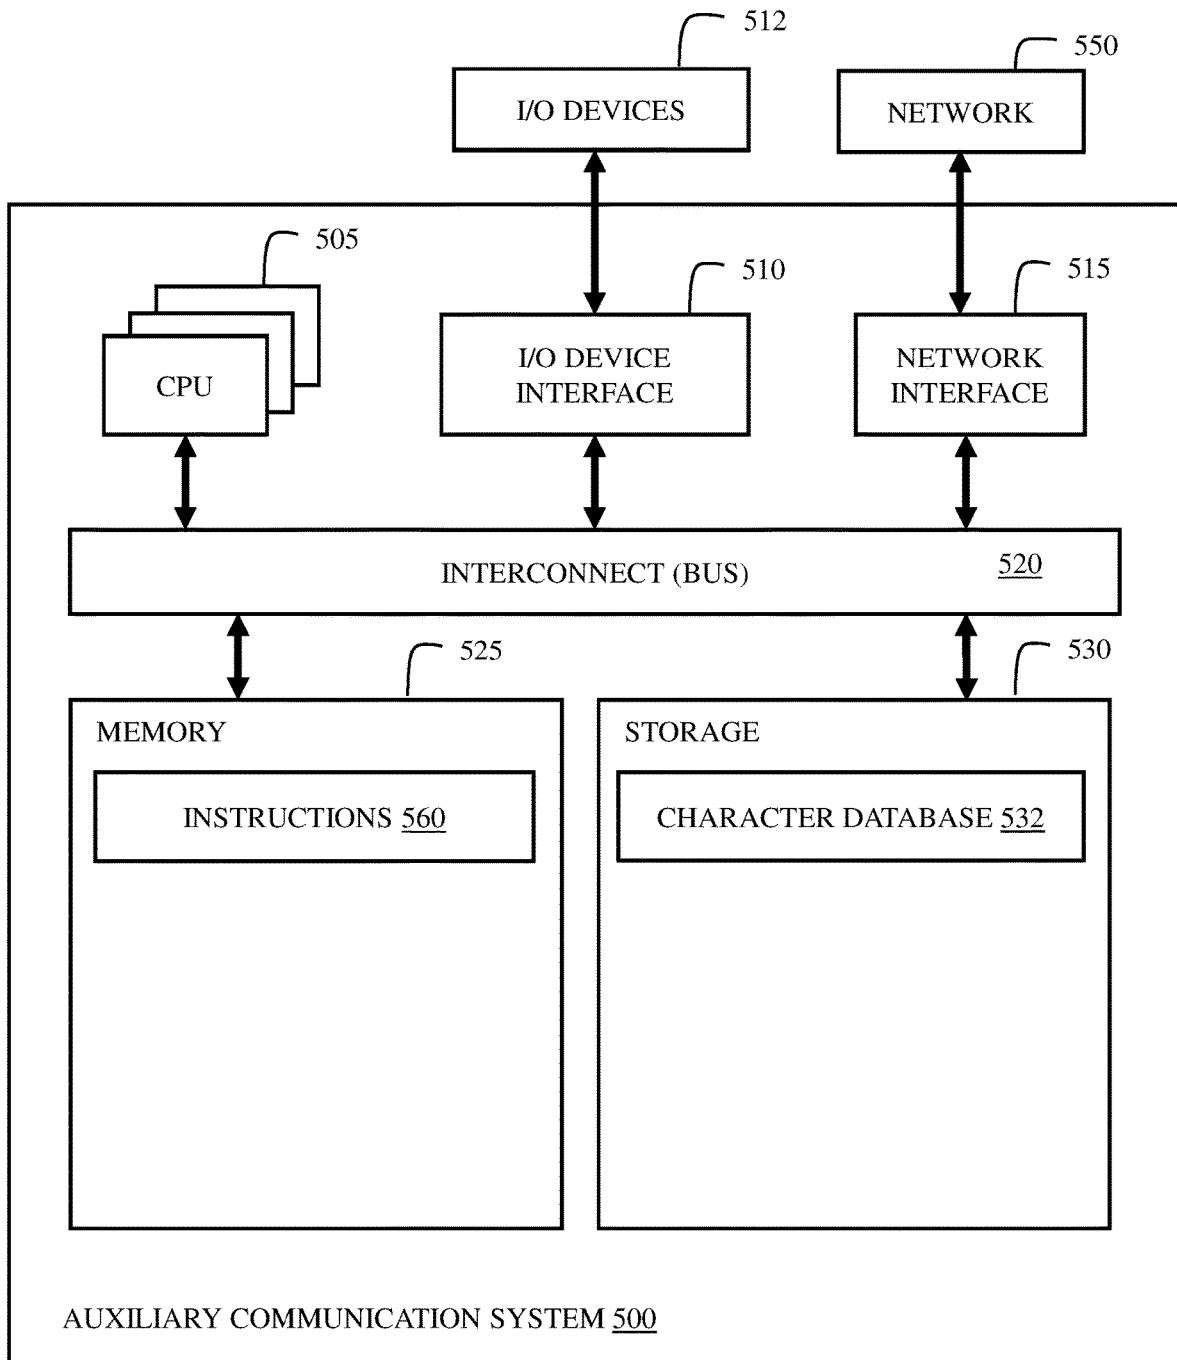 512
550
I/O DEVICES
NETWORK
505
510
515
CPU
I/O DEVICE
INTERFACE
NETWORK
INTERFACE
INTERCONNECT (BUS)
520
525
530
MEMORY
STORAGE
INSTRUCTIONS 560
CHARACTER DATABASE 532
AUXILIARY COMMUNICATION SYSTEM 500